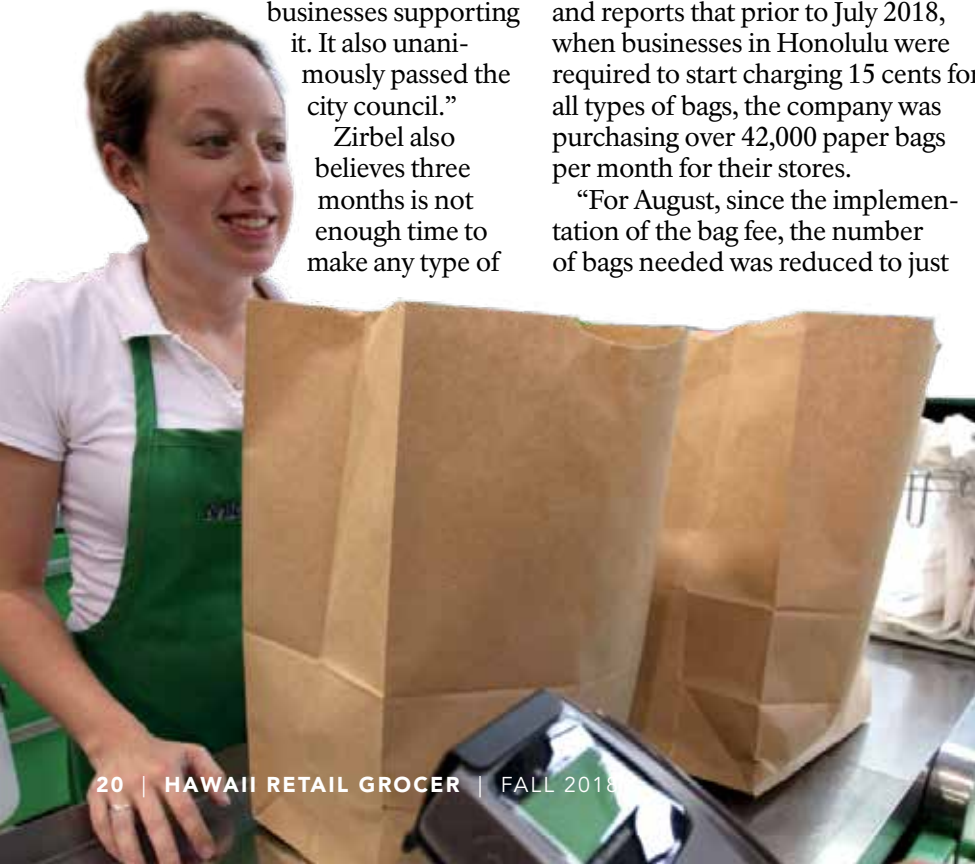 businesses supporting
it. It also unani-
mously passed the
city council.”
Zirbel also
believes three
months is not
enough time to
make any type of
and reports that prior to July 2018,
when businesses in Honolulu were
required to start charging 15 cents for
all types of bags, the company was
purchasing over 42,000 paper bags
per month for their stores.
“For August, since the implemen-
tation of the bag fee, the number
of bags needed was reduced to just
20 | HAWAII RETAIL GROCER | FALL 2018